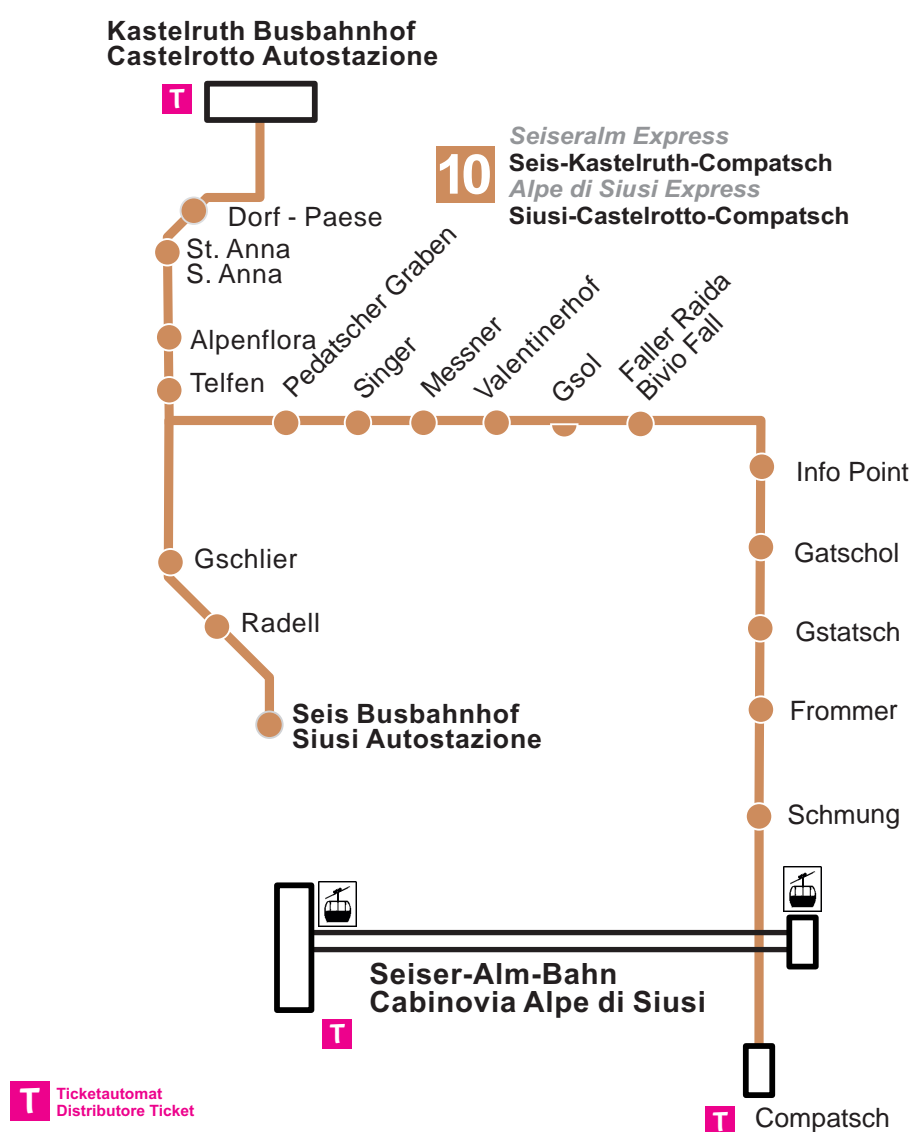 Kastelruth Busbahnhof
Castelrotto Autostazione
T
10
Seiseralm Express
Seis-Kastelruth-Compatsch
Alpe di Siusi Express
Siusi-Castelrotto-Compatsch
Dorf - Paese
St. Anna
S. Anna
Alpenflora
Telfen
Pedatscher Graben
Singer
Messner
Valentinerhof
Gsol
Faller Raida
Bivio Fall
Info Point
Gatschol
Gstatsch
Frommer
Schmung
Gschlier
Radell
Seis Busbahnhof
Siusi Autostazione
Seiser-Alm-Bahn
Cabinovia Alpe di Siusi
T
T
Ticketautomat
Distributore Ticket
T
Compatsch